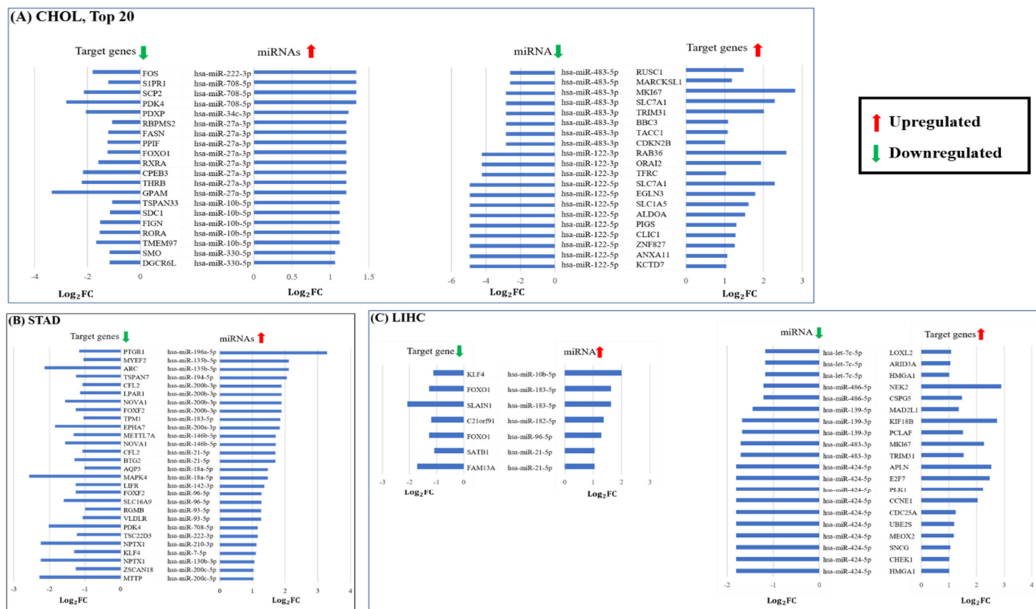 (A) CHOL, Top 20
Target genes miRNAs
FOS hsa-miR-222-3p
S1PR1 hsa-miR-708-5p
SCP2 hsa-miR-708-5p
PDK4 hsa-miR-708-5p
PDXP hsa-miR-34c-3p
RBPMS2 hsa-miR-27a-3p
FASN hsa-miR-27a-3p
PPIF hsa-miR-27a-3p
FOXO1 hsa-miR-27a-3p
RXRA hsa-miR-27a-3p
CPEB3 hsa-miR-27a-3p
THRB hsa-miR-27a-3p
GPAM hsa-miR-27a-3p
TSPAN33 hsa-miR-10b-5p
SDC1 hsa-miR-10b-5p
FIGN hsa-miR-10b-5p
RORA hsa-miR-10b-5p
TMEM97 hsa-miR-10b-5p
SMO hsa-miR-330-5p
DGCR6L hsa-miR-330-5p
-4 -2 0 0 0.5 1 1.5
Log2FC Log2FC
miRNA Target genes
hsa-miR-483-5p RUSC1
hsa-miR-483-5p MARCKSL1
hsa-miR-483-3p MKI67
hsa-miR-483-3p SLC7A1
hsa-miR-483-3p TRIM31
hsa-miR-483-3p BBC3
hsa-miR-483-3p TACC1
hsa-miR-483-3p CDKN2B
hsa-miR-122-3p RAB36
hsa-miR-122-3p ORAI2
hsa-miR-122-3p TFRC
hsa-miR-122-5p SLC7A1
hsa-miR-122-5p EGLN3
hsa-miR-122-5p SLC1A5
hsa-miR-122-5p ALDOA
hsa-miR-122-5p PIGS
hsa-miR-122-5p CLIC1
hsa-miR-122-5p ZNF827
hsa-miR-122-5p ANXA11
hsa-miR-122-5p KCTD7
-6 -4 -2 0 0 1 2 3
Log2FC Log2FC
Upregulated
Downregulated
(B) STAD
Target genes miRNAs
PTGR1 hsa-miR-196a-5p
MYEF2 hsa-miR-135b-5p
ARC hsa-miR-135b-5p
TSPAN7 hsa-miR-194-5p
CFL2 hsa-miR-200b-3p
LPAR1 hsa-miR-200b-3p
NOVA1 hsa-miR-200b-3p
FOXF2 hsa-miR-200b-3p
TPM1 hsa-miR-183-5p
EPHA7 hsa-miR-200a-3p
METTL7A hsa-miR-146b-5p
NOVA1 hsa-miR-146b-5p
CFL2 hsa-miR-21-5p
BTG2 hsa-miR-21-5p
AQP3 hsa-miR-18a-5p
MAPK4 hsa-miR-18a-5p
LIFR hsa-miR-142-3p
FOXF2 hsa-miR-96-5p
SLC16A9 hsa-miR-96-5p
RGMB hsa-miR-93-5p
VLDLR hsa-miR-93-5p
PDK4 hsa-miR-708-5p
TSC22D3 hsa-miR-222-3p
NPTX1 hsa-miR-210-3p
KLF4 hsa-miR-7-5p
NPTX1 hsa-miR-130b-3p
ZSCAN18 hsa-miR-200c-5p
MTTP hsa-miR-200c-5p
-3 -2 -1 0 0 1 2 3 4
Log2FC Log2FC
(C) LIHC
Target gene miRNA
KLF4 hsa-miR-10b-5p
FOXO1 hsa-miR-183-5p
SLAIN1 hsa-miR-183-5p
C21orf91 hsa-miR-182-5p
FOXO1 hsa-miR-96-5p
SATB1 hsa-miR-21-5p
FAM13A hsa-miR-21-5p
-3 -2 -1 0 0 1 2 3
Log2FC Log2FC
miRNA Target genes
hsa-let-7c-5p LOXL2
hsa-let-7c-5p ARID3A
hsa-let-7c-5p HMGA1
hsa-miR-486-5p NEK2
hsa-miR-486-5p CSPG5
hsa-miR-139-5p MAD2L1
hsa-miR-139-3p KIF18B
hsa-miR-139-3p PCLAF
hsa-miR-483-3p MKI67
hsa-miR-483-3p TRIM31
hsa-miR-424-5p APLN
hsa-miR-424-5p E2F7
hsa-miR-424-5p PLK1
hsa-miR-424-5p CCNE1
hsa-miR-424-5p CDC25A
hsa-miR-424-5p UBE2S
hsa-miR-424-5p MEOX2
hsa-miR-424-5p SNCG
hsa-miR-424-5p CHEK1
hsa-miR-424-5p HMGA1
-2 -1 0 0 1 2 3 4
Log2FC Log2FC